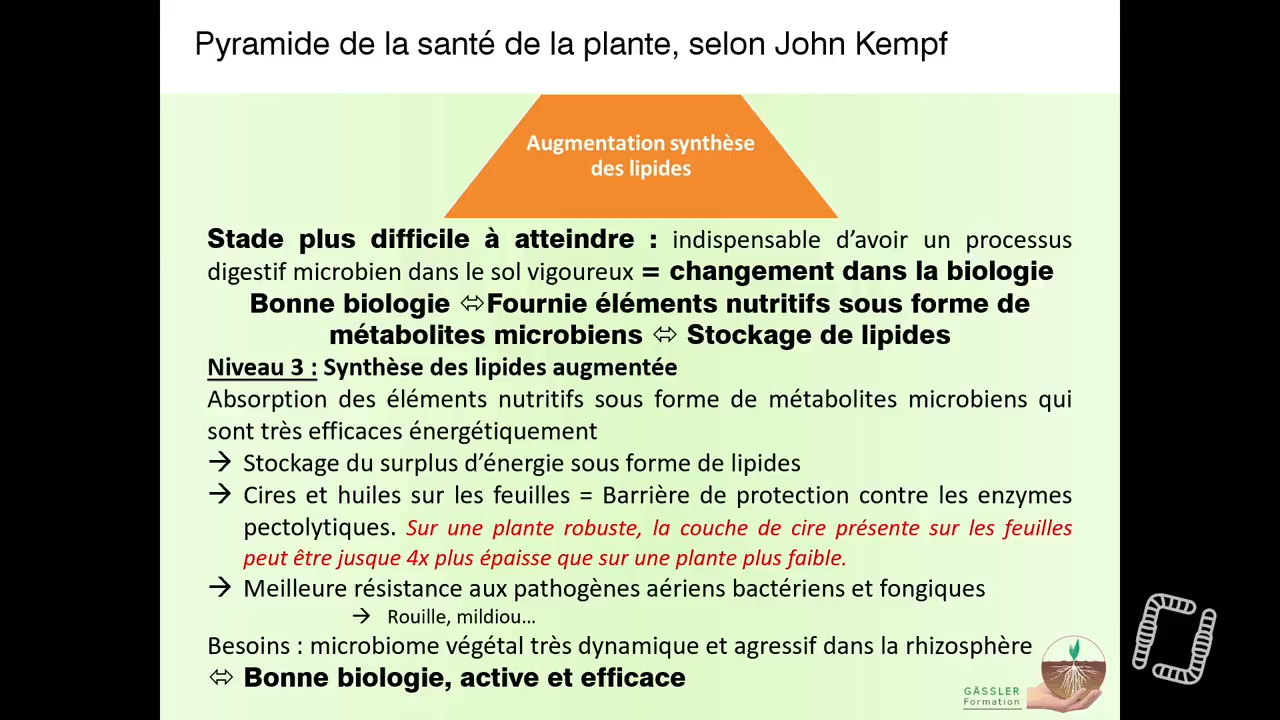 Pyramide de la santé de la plante, selon John Kempf
Augmentation synthèse
des lipides
Stade plus difficile à atteindre : indispensable d’avoir un processus
digestif microbien dans le sol vigoureux = changement dans la biologie
Bonne biologie ⬄Fournie éléments nutritifs sous forme de
métabolites microbiens ⬄ Stockage de lipides
Niveau 3 : Synthèse des lipides augmentée
Absorption des éléments nutritifs sous forme de métabolites microbiens qui
sont très efficaces énergétiquement
→ Stockage du surplus d’énergie sous forme de lipides
→ Cires et huiles sur les feuilles = Barrière de protection contre les enzymes
pectolytiques. Sur une plante robuste, la couche de cire présente sur les feuilles
peut être jusque 4x plus épaisse que sur une plante plus faible.
→ Meilleure résistance aux pathogènes aériens bactériens et fongiques
→ Rouille, mildiou…
Besoins : microbiome végétal très dynamique et agressif dans la rhizosphère
⬄ Bonne biologie, active et efficace
GÄSSLER
Formation